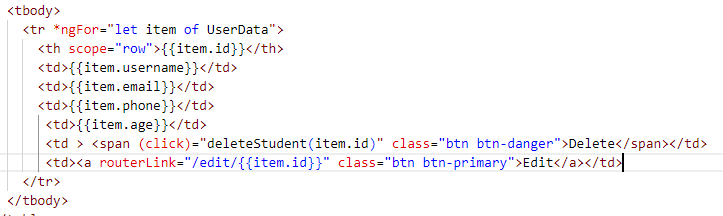 <tbody>
<tr *ngFor="let item of UserData">
<th scope="row">{{item.id}}</th>
<td>{{item.username}}</td>
<td>{{item.email}}</td>
<td>{{item.phone}}</td>
<td>{{item.age}}</td>
<td > <span (click)="deleteStudent(item.id)" class="btn btn-danger">Delete</span></td>
<td><a routerLink="/edit/{{item.id}}" class="btn btn-primary">Edit</a></td>
</tr>
</tbody>